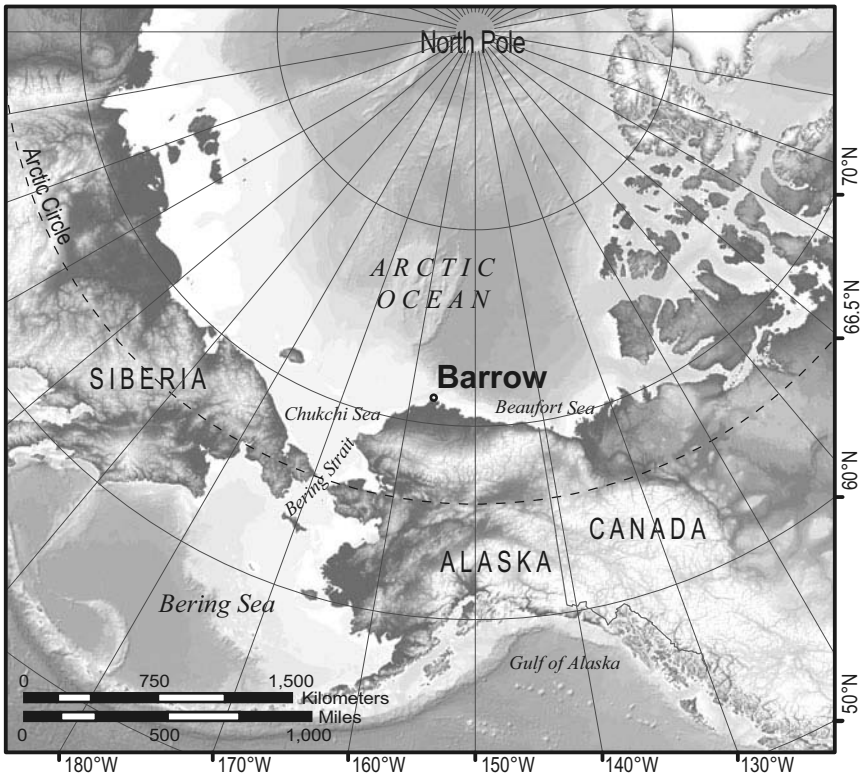 North Pole
Arctic Circle
70°N
ARCTIC
OCEAN
66.5°N
SIBERIA
Barrow
Chukchi Sea
Beaufort Sea
Bering Strait
60°N
CANADA
ALASKA
Bering Sea
Gulf of Alaska
0 750 1,500
Kilometers
Miles
0 500 1,000
50°N
180°W 170°W 160°W 150°W 140°W 130°W